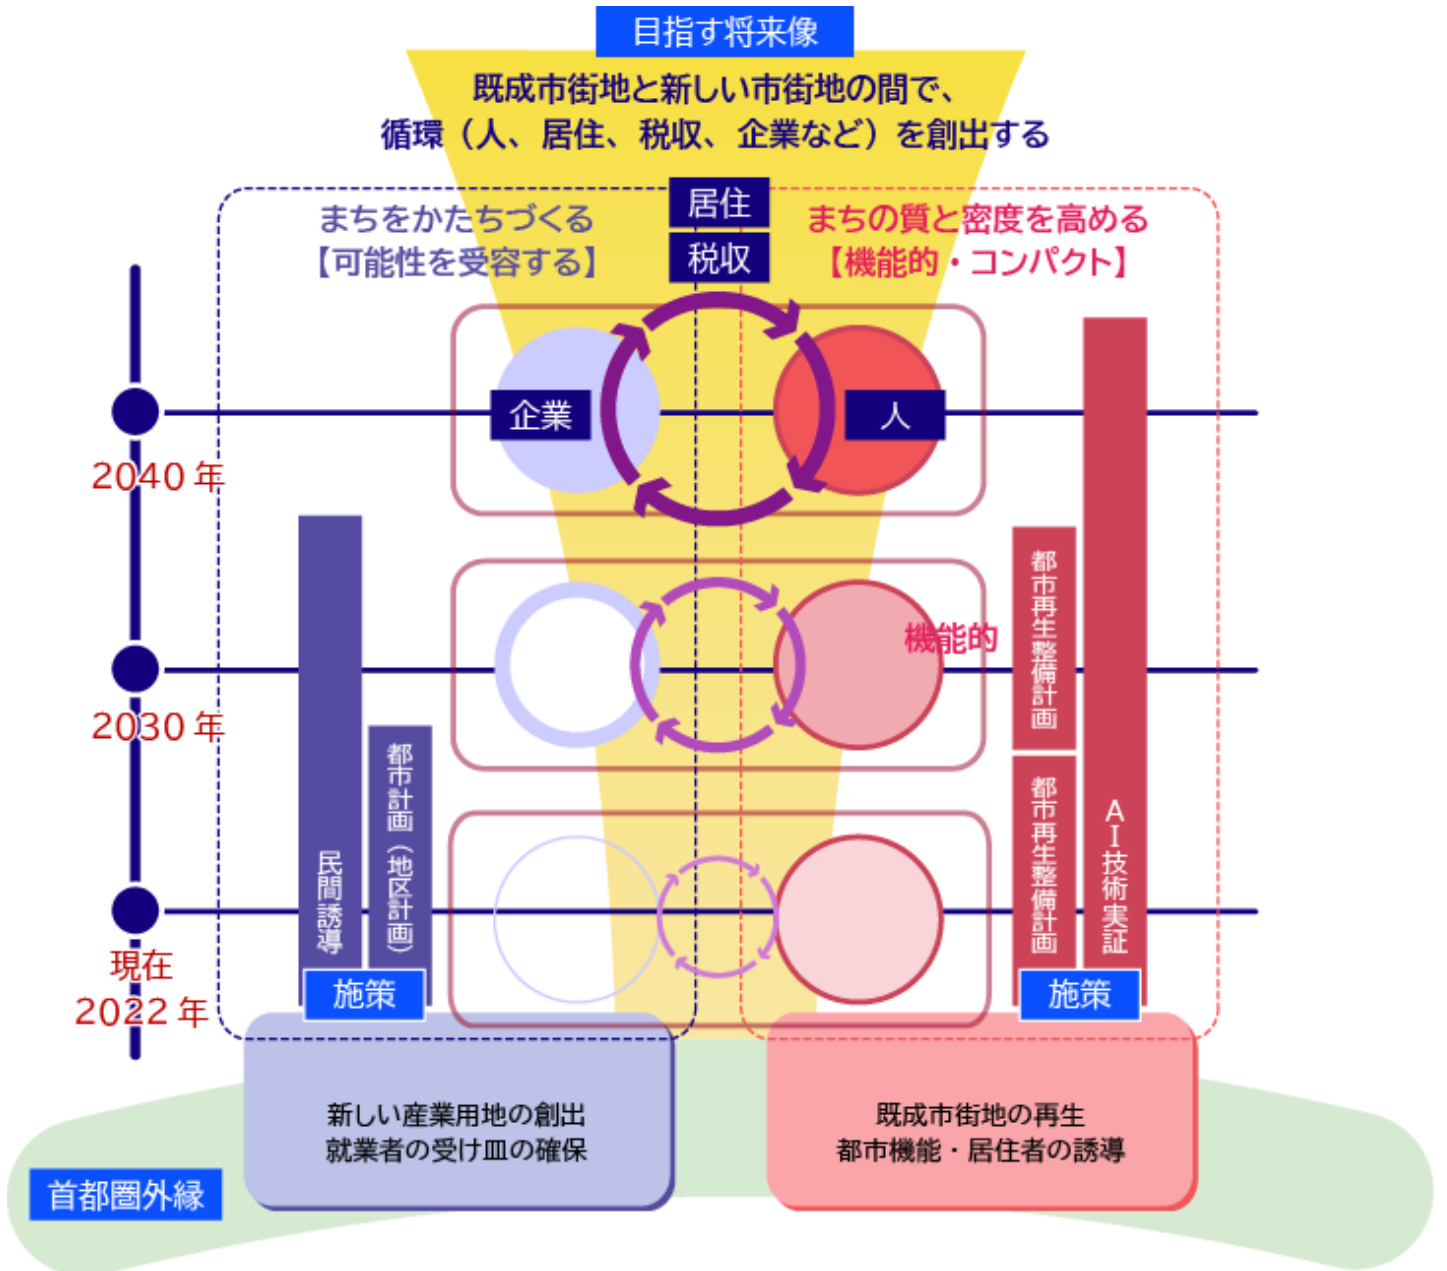 目指す将来像
既成市街地と新しい市街地の間で、
循環（人、居住、税収、企業など）を創出する
まちをかたちづくる
【可能性を受容する】
居住
税収
まちの質と密度を高める
【機能的・コンパクト】
企業
人
2040年
機能的
2030年
現在
2022年
民間誘導
都市計画（地区計画）
施策
都市再生整備計画
都市再生整備計画
AI技術実証
施策
新しい産業用地の創出
就業者の受け皿の確保
既成市街地の再生
都市機能・居住者の誘導
首都圏外縁